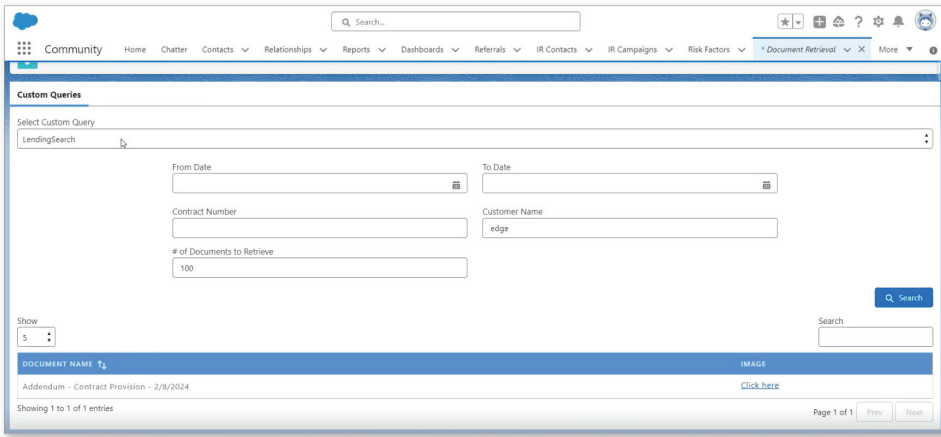 Search...
Community Home Chatter Contacts Relationships Reports Dashboards Referrals IR Contacts IR Campaigns Risk Factors * Document Retrieval More
Custom Queries
Select Custom Query
LendingSearch
From Date To Date
Contract Number Customer Name
edge
# of Documents to Retrieve
100
Search
Show Search
5
DOCUMENT NAME IMAGE
Addendum - Contract Provision - 2/8/2024 Click here
Showing 1 to 1 of 1 entries Page 1 of 1 Prev Next